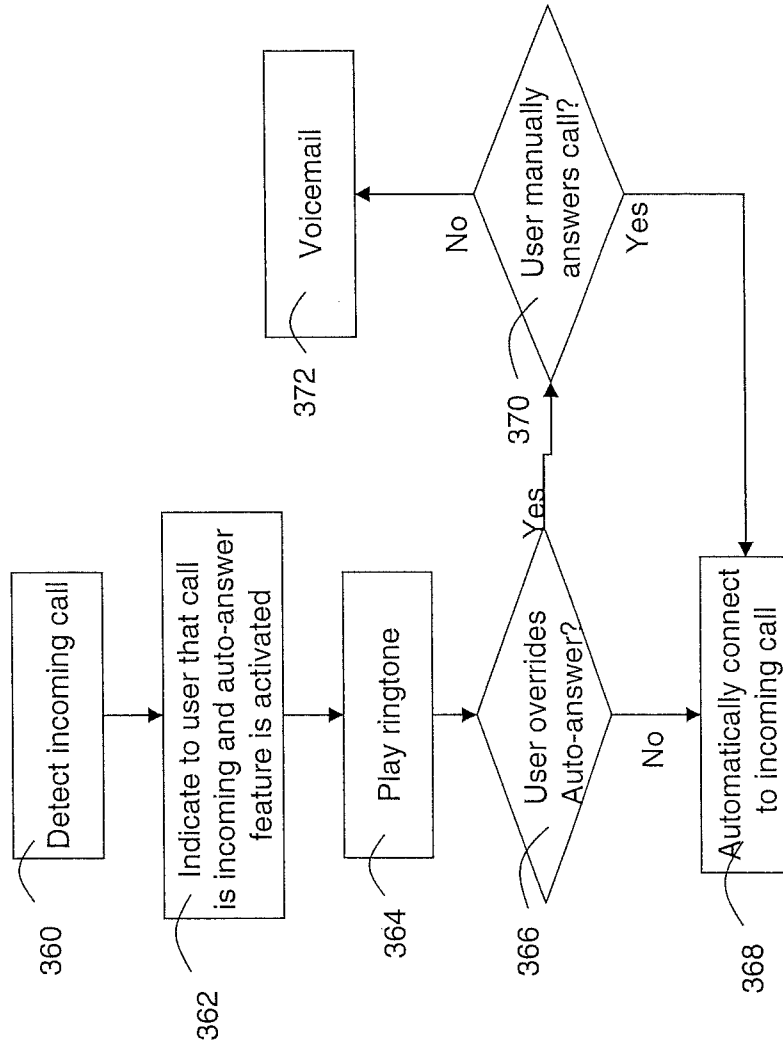 360
Detect incoming call
362
Indicate to user that call
is incoming and auto-answer
feature is activated
364
Play ringtone
366
User overrides
Auto-answer?
Yes
No
368
Automatically connect
to incoming call
370
User manually
answers call?
No
Yes
372
Voicemail